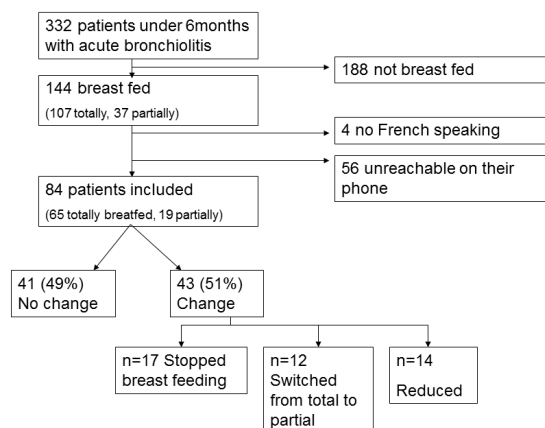 332 patients under 6months
with acute bronchiolitis
188 not breast fed
144 breast fed
(107 totally, 37 partially)
4 no French speaking
56 unreachable on their
phone
84 patients included
(65 totally breatfed, 19 partially)
41 (49%)
No change
43 (51%)
Change
n=17 Stopped
breast feeding
n=12
Switched
from total to
partial
n=14
Reduced